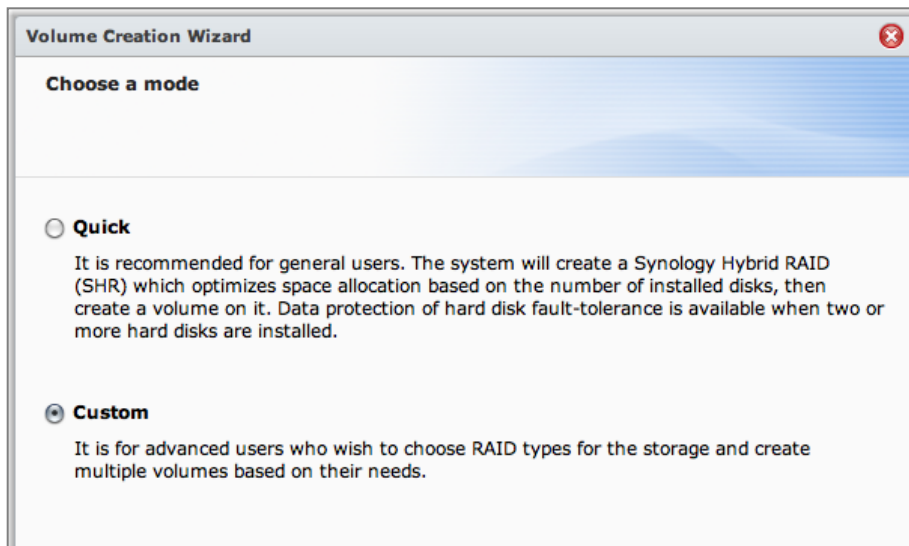 Volume Creation Wizard
Choose a mode
Quick
It is recommended for general users. The system will create a Synology Hybrid RAID
(SHR) which optimizes space allocation based on the number of installed disks, then
create a volume on it. Data protection of hard disk fault-tolerance is available when two or
more hard disks are installed.
Custom
It is for advanced users who wish to choose RAID types for the storage and create
multiple volumes based on their needs.